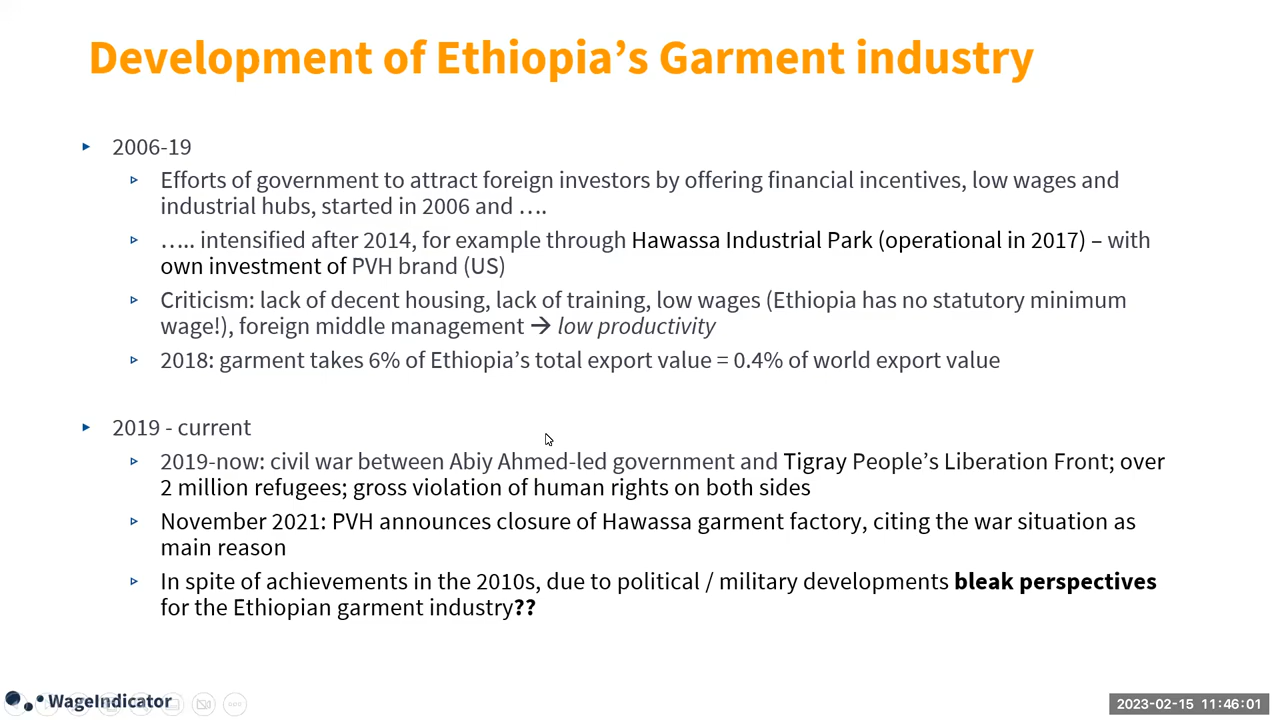 Development of Ethiopia’s Garment industry
2006-19
Efforts of government to attract foreign investors by offering financial incentives, low wages and
industrial hubs, started in 2006 and ….
….. intensified after 2014, for example through Hawassa Industrial Park (operational in 2017) – with
own investment of PVH brand (US)
Criticism: lack of decent housing, lack of training, low wages (Ethiopia has no statutory minimum
wage!), foreign middle management → low productivity
2018: garment takes 6% of Ethiopia’s total export value = 0.4% of world export value
2019 - current
2019-now: civil war between Abiy Ahmed-led government and Tigray People’s Liberation Front; over
2 million refugees; gross violation of human rights on both sides
November 2021: PVH announces closure of Hawassa garment factory, citing the war situation as
main reason
In spite of achievements in the 2010s, due to political / military developments bleak perspectives
for the Ethiopian garment industry??
WageIndicator
2023-02-15 11:46:01